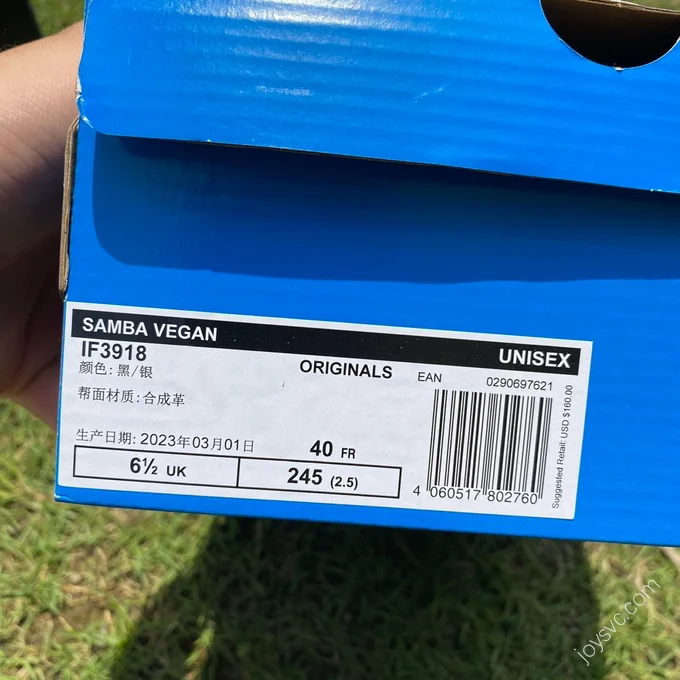 SAMBA VEGAN
UNISEX
IF3918
颜色: 黑/银
ORIGINALS
EAN
0290697621
帮面材质: 合成革
生产日期: 2023年03月01日
40 FR
6½ UK
245 (2.5)
4 060517 802760
Suggested Retail: USD $160.00
joysvc.com